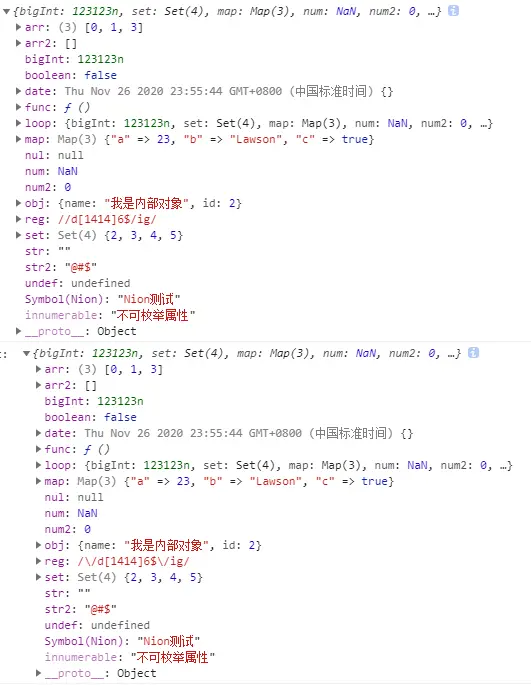 ▼{bigInt: 123123n, set: Set(4), map: Map(3), num: NaN, num2: 0, …} i
▶arr: (3) [0, 1, 3]
▶arr2: []
bigInt: 123123n
boolean: false
▶date: Thu Nov 26 2020 23:55:44 GMT+0800 (中国标准时间) {}
▶func: ƒ ()
▶loop: {bigInt: 123123n, set: Set(4), map: Map(3), num: NaN, num2: 0, …}
▶map: Map(3) {"a" => 23, "b" => "Lawson", "c" => true}
nul: null
num: NaN
num2: 0
▶obj: {name: "我是内部对象", id: 2}
▶reg: //d[1414]6$/ig/
▶set: Set(4) {2, 3, 4, 5}
str: ""
str2: "@#$"
undef: undefined
Symbol(Nion): "Nion测试"
innumerable: "不可枚举属性"
▶__proto__: Object
: ▼{bigInt: 123123n, set: Set(4), map: Map(3), num: NaN, num2: 0, …} i
▶arr: (3) [0, 1, 3]
▶arr2: []
bigInt: 123123n
boolean: false
▶date: Thu Nov 26 2020 23:55:44 GMT+0800 (中国标准时间) {}
▶func: ƒ ()
▶loop: {bigInt: 123123n, set: Set(4), map: Map(3), num: NaN, num2: 0, …}
▶map: Map(3) {"a" => 23, "b" => "Lawson", "c" => true}
nul: null
num: NaN
num2: 0
▶obj: {name: "我是内部对象", id: 2}
▶reg: /\/d[1414]6$\/ig/
▶set: Set(4) {2, 3, 4, 5}
str: ""
str2: "@#$"
undef: undefined
Symbol(Nion): "Nion测试"
innumerable: "不可枚举属性"
▶__proto__: Object